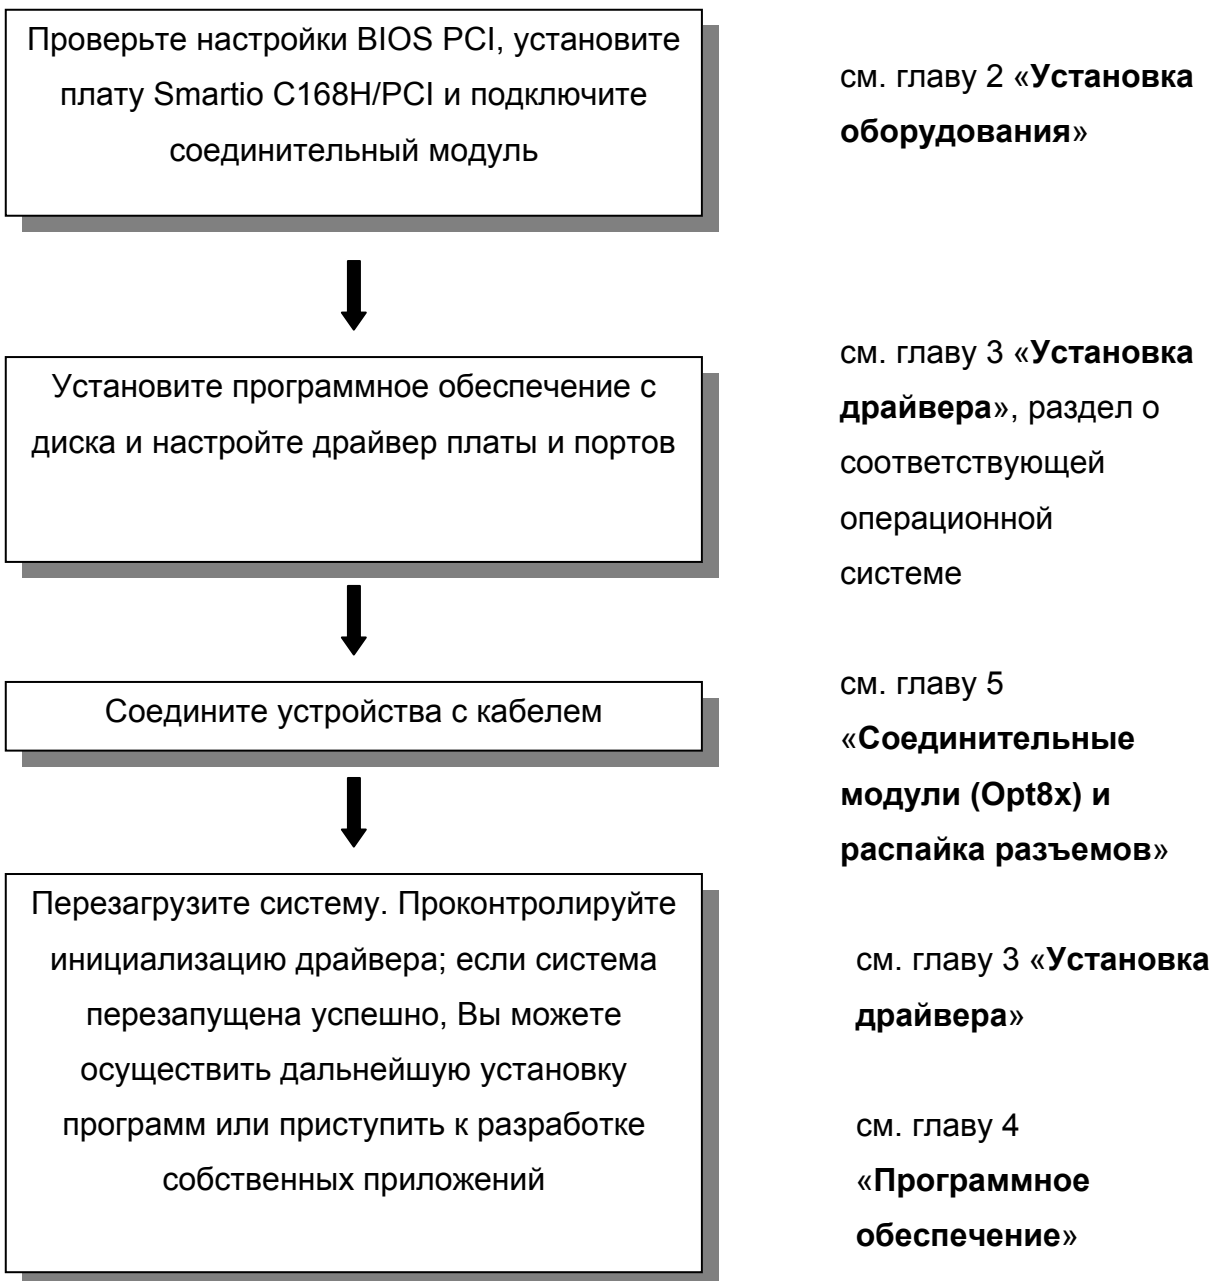 Проверьте настройки BIOS PCI, установите
плату Smartio C168H/PCI и подключите
соединительный модуль
см. главу 2 «Установка
оборудования»
Установите программное обеспечение с
диска и настройте драйвер платы и портов
см. главу 3 «Установка
драйвера», раздел о
соответствующей
операционной
системе
Соедините устройства с кабелем
см. главу 5
«Соединительные
модули (Opt8x) и
распайка разъемов»
Перезагрузите систему. Проконтролируйте
инициализацию драйвера; если система
перезапущена успешно, Вы можете
осуществить дальнейшую установку
программ или приступить к разработке
собственных приложений
см. главу 3 «Установка
драйвера»
см. главу 4
«Программное
обеспечение»